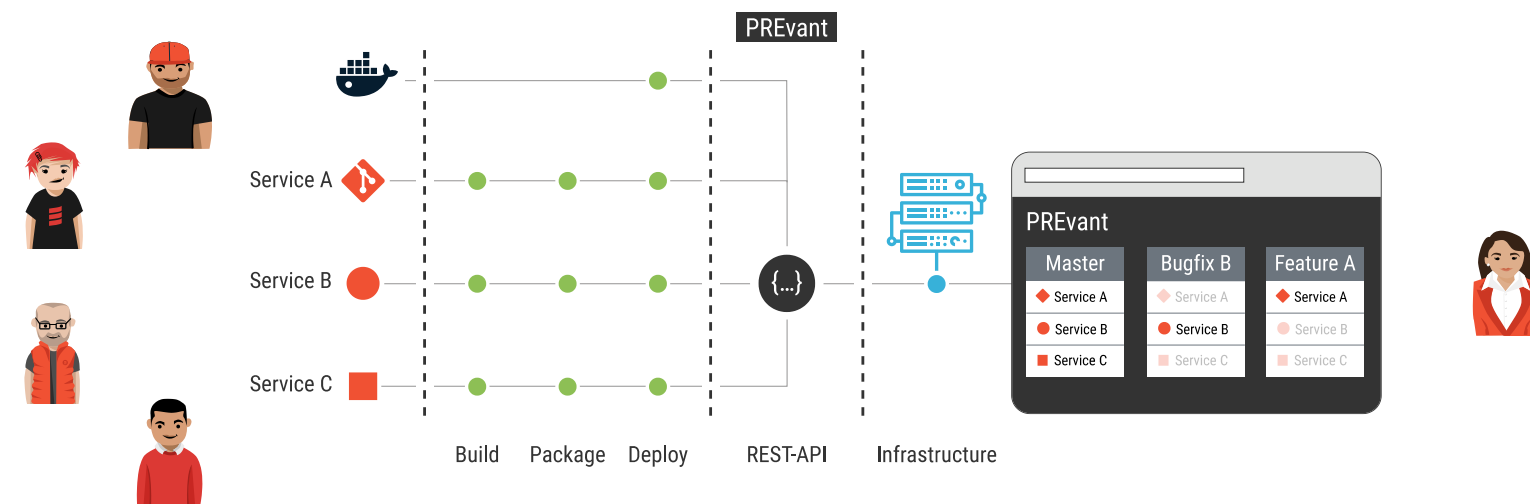 PREvant
Service A
Service B
Service C
{...}
Build Package Deploy REST-API Infrastructure
PREvant
Master Bugfix B Feature A
Service A Service A Service A
Service B Service B Service B
Service C Service C Service C